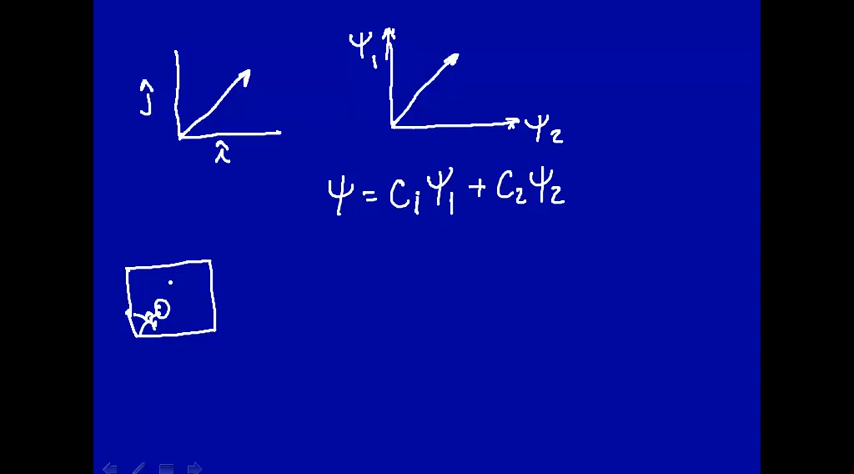 ĵ
î
Ψ₁
Ψ₂
Ψ = C₁Ψ₁ + C₂Ψ₂